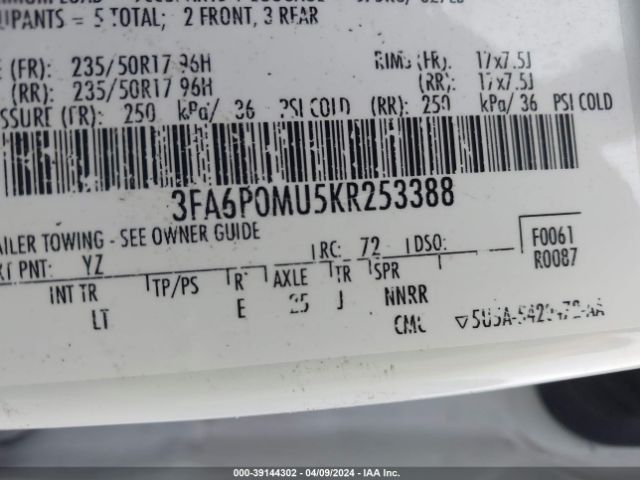 UPANTS = 5 TOTAL; 2 FRONT, 3 REAR
(FR): 235/50R17 96H RIMS (FR): 17x7.5J
(RR): 235/50R17 96H (RR): 17x7.5J
SSURE (FR): 250 kPa/ 36 PSI COLD (RR): 250 kPa/ 36 PSI COLD
3FA6P0MU5KR253388
AILER TOWING - SEE OWNER GUIDE
RC: 72 DSO: F0061
PNT: YZ R0087
INT TR TP/PS R AXLE TR SPR
LT E 25 J NNRR
000-39144302 - 04/09/2024 - IAA Inc.